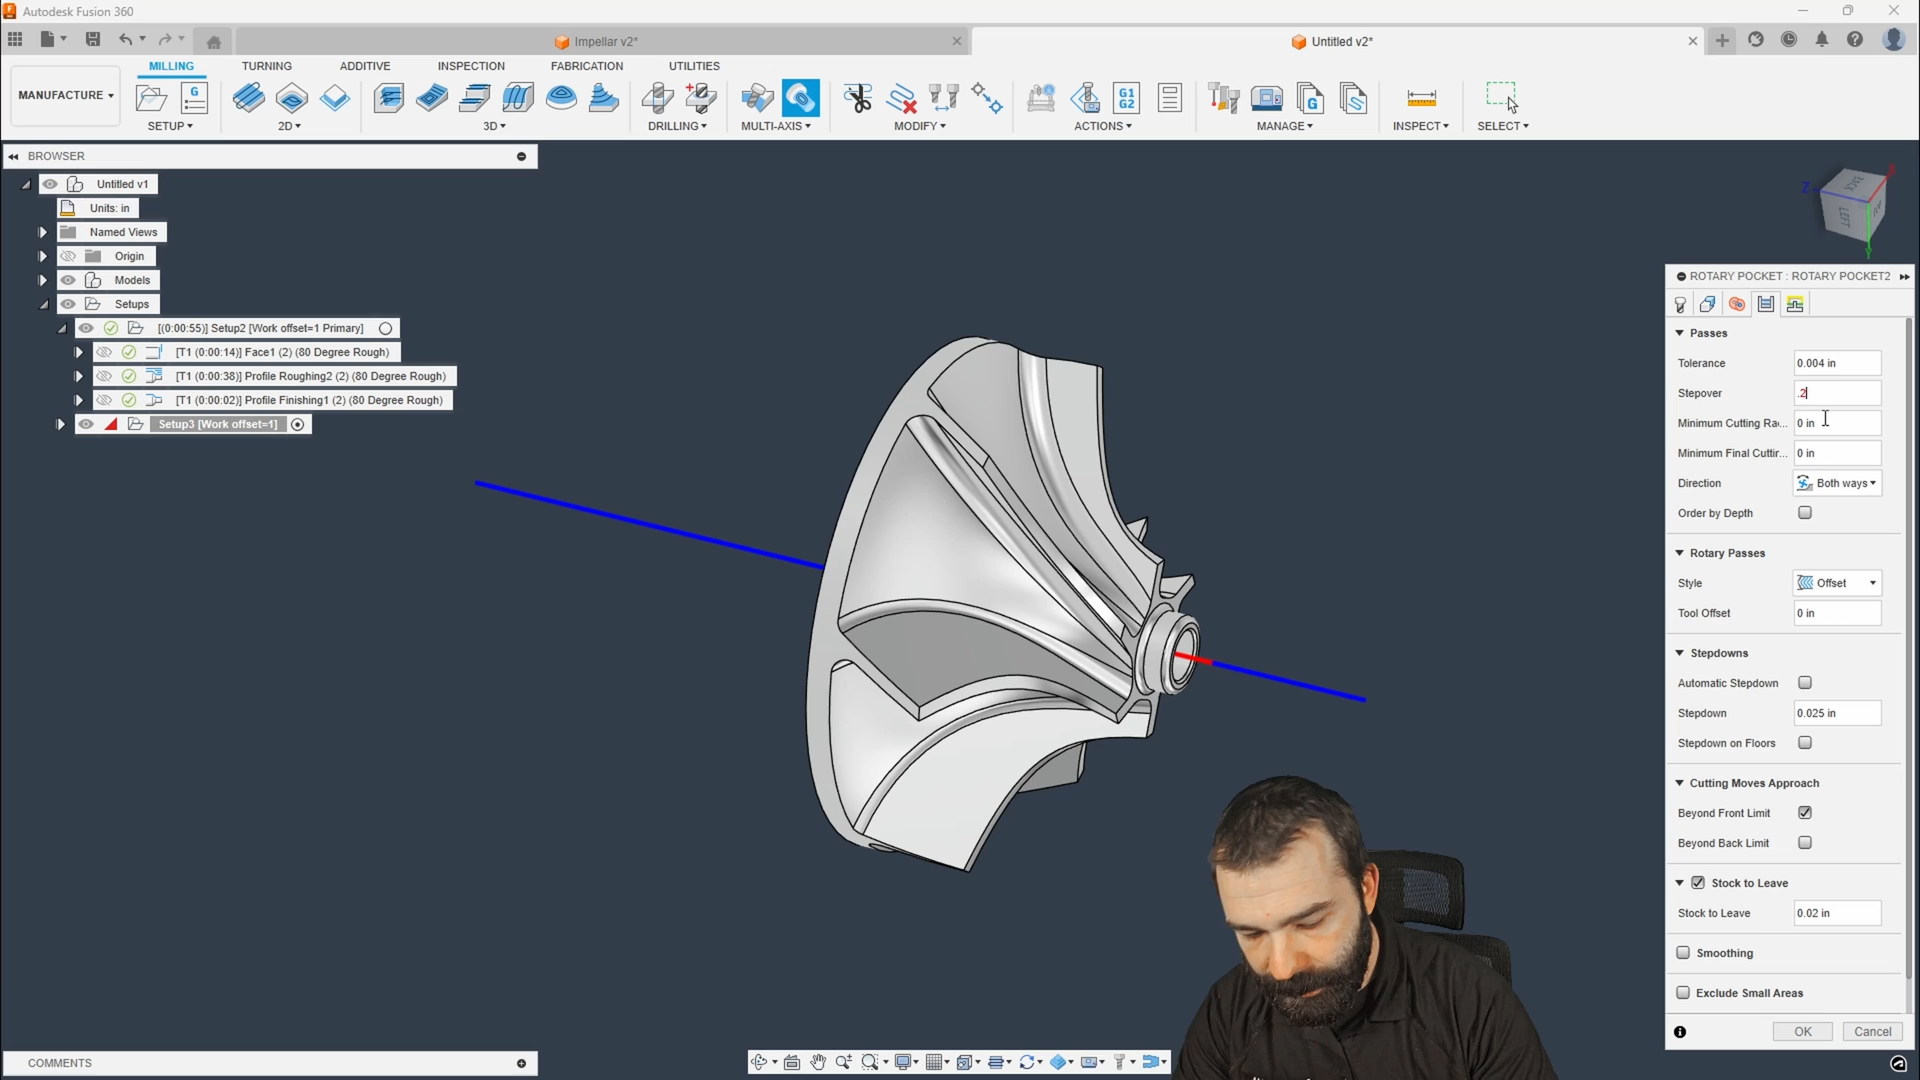 Autodesk Fusion 360
Impellar v2*
Untitled v2*
MANUFACTURE
MILLING
TURNING
ADDITIVE
INSPECTION
FABRICATION
UTILITIES
SETUP
2D
3D
DRILLING
MULTI-AXIS
MODIFY
ACTIONS
MANAGE
INSPECT
SELECT
G
G1
G2
G
BROWSER
Untitled v1
Units: in
Named Views
Origin
Models
Setups
[(0:00:55)] Setup2 [Work offset=1 Primary]
[T1 (0:00:14)] Face1 (2) (80 Degree Rough)
[T1 (0:00:38)] Profile Roughing2 (2) (80 Degree Rough)
[T1 (0:00:02)] Profile Finishing1 (2) (80 Degree Rough)
Setup3 [Work offset=1]
Z
BACK
LEFT
ROTARY POCKET : ROTARY POCKET2
Passes
Tolerance 0.004 in
Stepover .2
Minimum Cutting Ra... 0 in
Minimum Final Cuttir... 0 in
Direction Both ways
Order by Depth
Rotary Passes
Style Offset
Tool Offset 0 in
Stepdowns
Automatic Stepdown
Stepdown 0.025 in
Stepdown on Floors
Cutting Moves Approach
Beyond Front Limit
Beyond Back Limit
Stock to Leave
Stock to Leave 0.02 in
Smoothing
Exclude Small Areas
OK
Cancel
COMMENTS